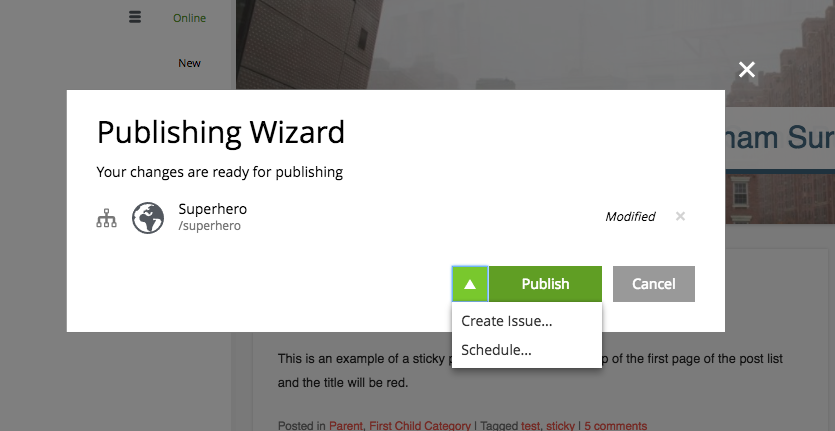 Online
New
ham Sur
Publishing Wizard
Your changes are ready for publishing
Superhero
/superhero
Modified
Publish
Cancel
Create Issue...
Schedule...
This is an example of a sticky p
p of the first page of the post list
and the title will be red.
Posted in Parent, First Child Category | Tagged test, sticky | 5 comments